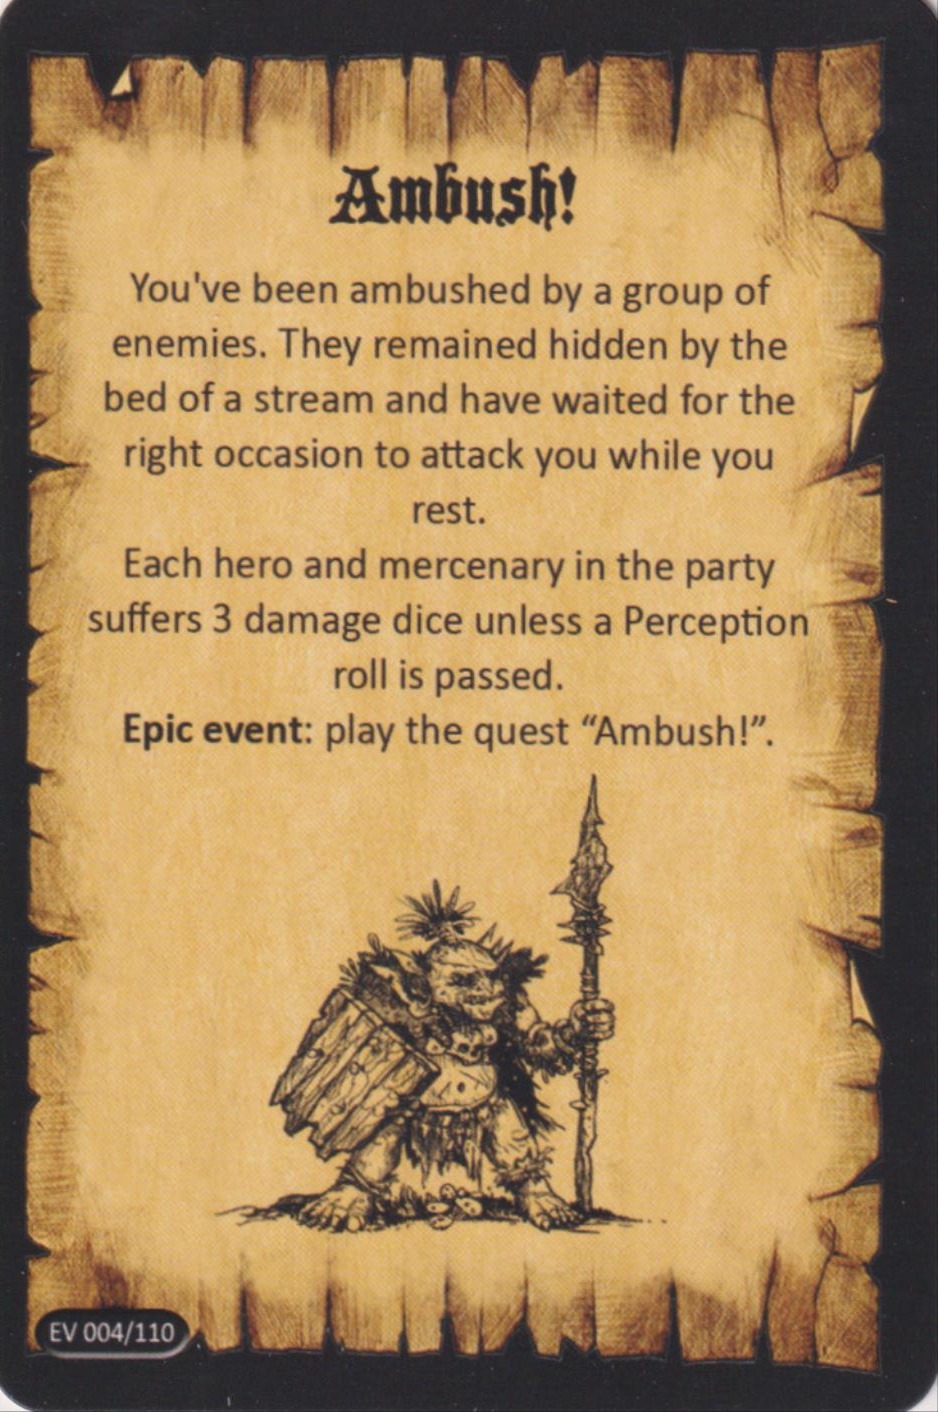 Ambush!
You've been ambushed by a group of
enemies. They remained hidden by the
bed of a stream and have waited for the
right occasion to attack you while you
rest.
Each hero and mercenary in the party
suffers 3 damage dice unless a Perception
roll is passed.
Epic event: play the quest “Ambush!”.
EV 004/110